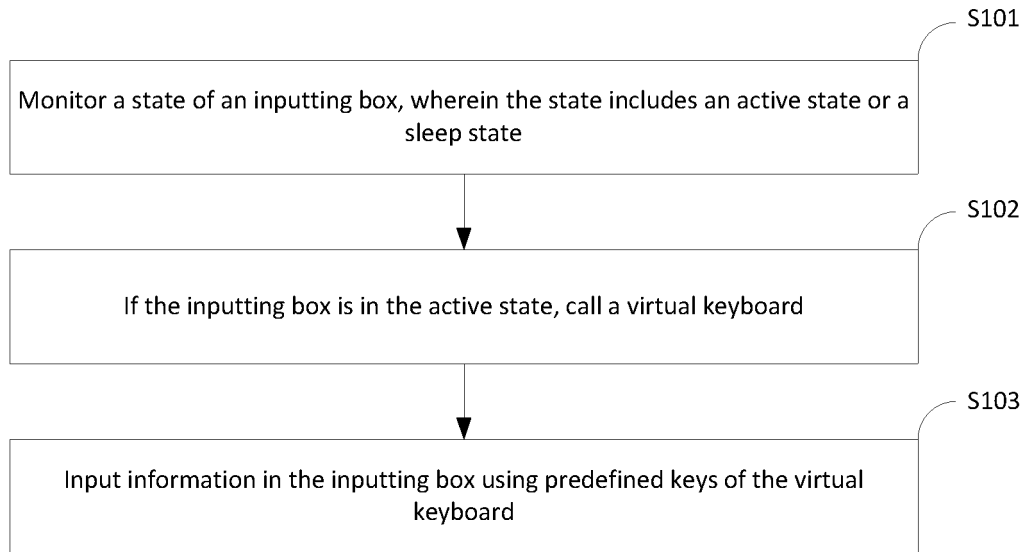 S101
Monitor a state of an inputting box, wherein the state includes an active state or a
sleep state
S102
If the inputting box is in the active state, call a virtual keyboard
S103
Input information in the inputting box using predefined keys of the virtual
keyboard